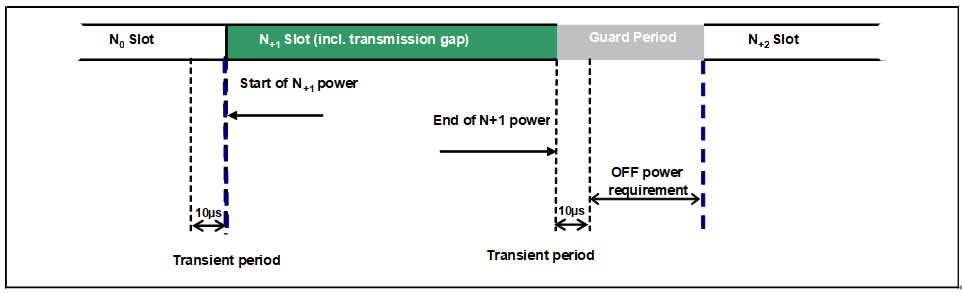 N0 Slot
N+1 Slot (incl. transmission gap)
Guard Period
N+2 Slot
Start of N+1 power
End of N+1 power
OFF power
requirement
10µs
10µs
Transient period
Transient period